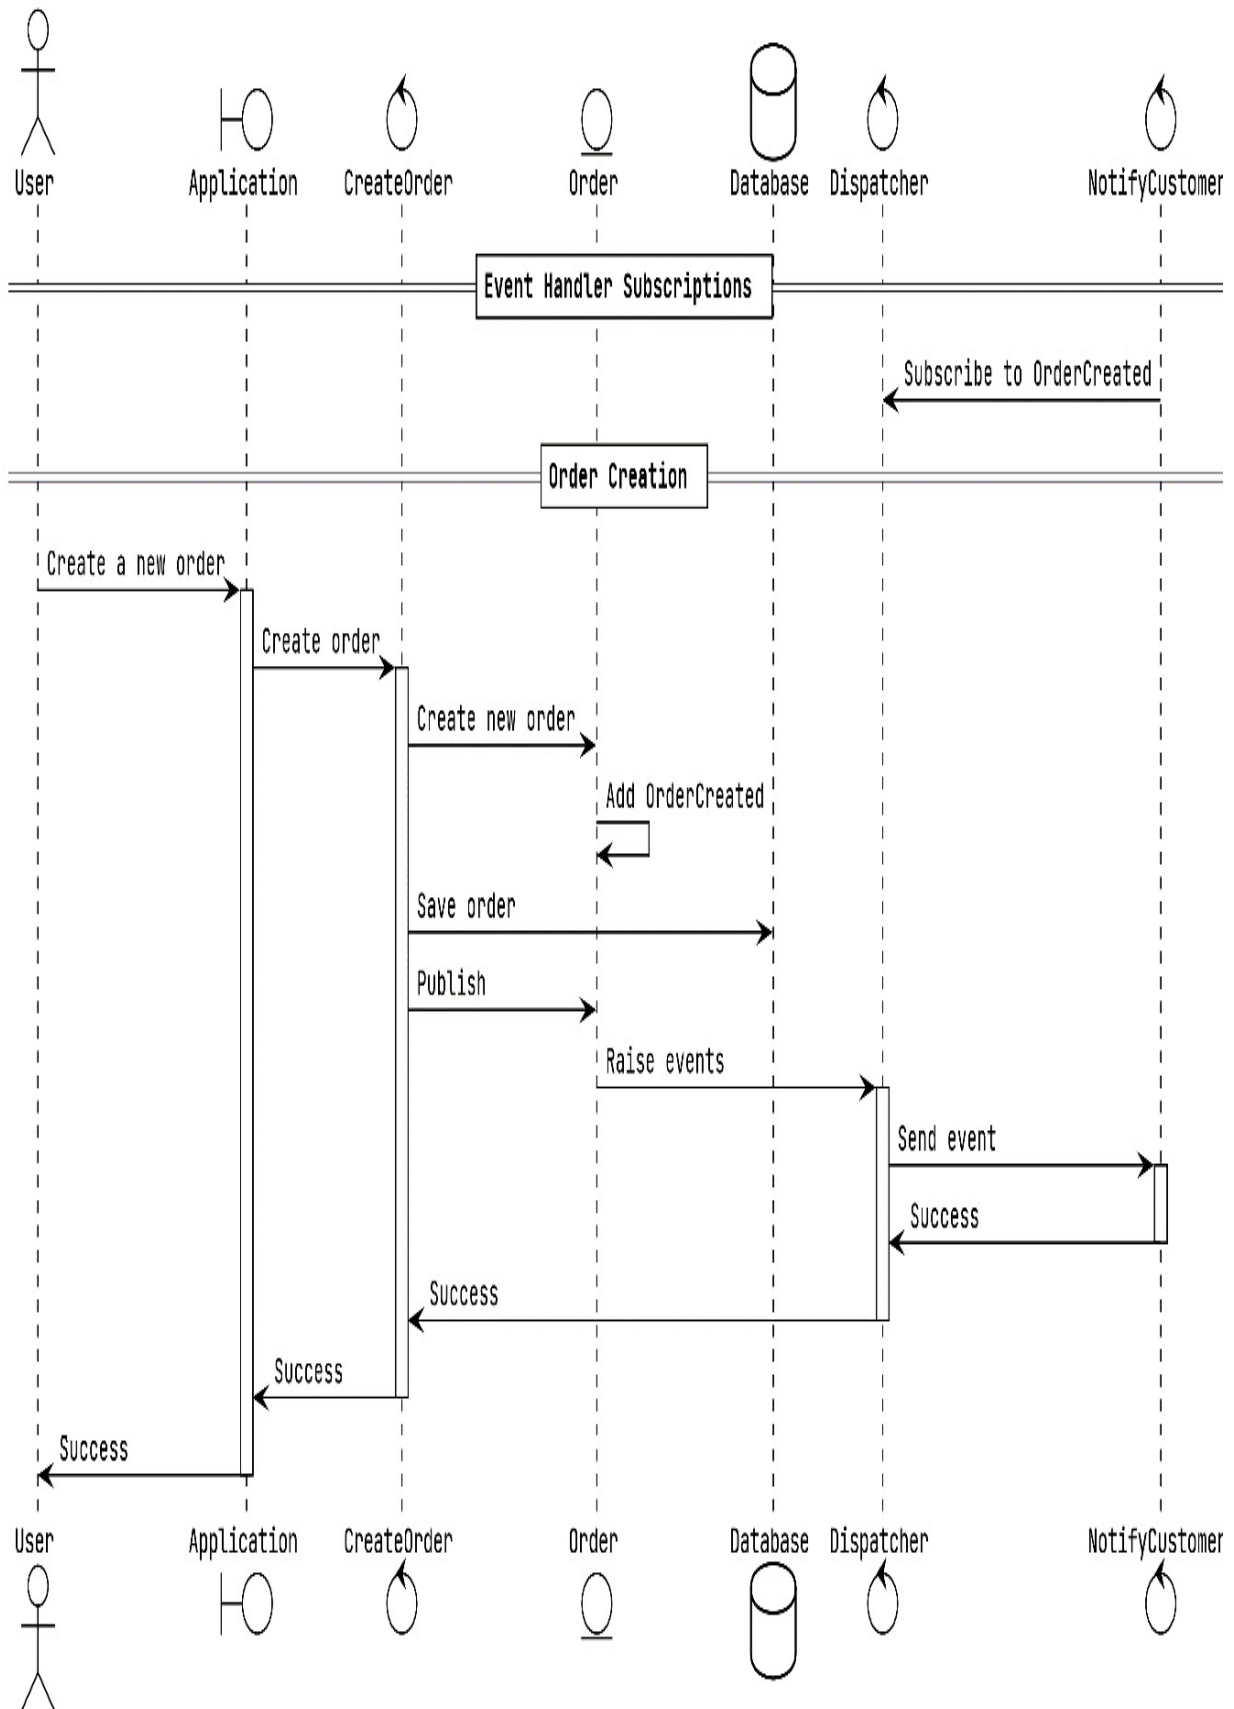 User Application CreateOrder Order Database Dispatcher NotifyCustomer
Event Handler Subscriptions
Subscribe to OrderCreated
Order Creation
Create a new order
Create order
Create new order
Add OrderCreated
Save order
Publish
Raise events
Send event
Success
Success
Success
Success
User Application CreateOrder Order Database Dispatcher NotifyCustomer